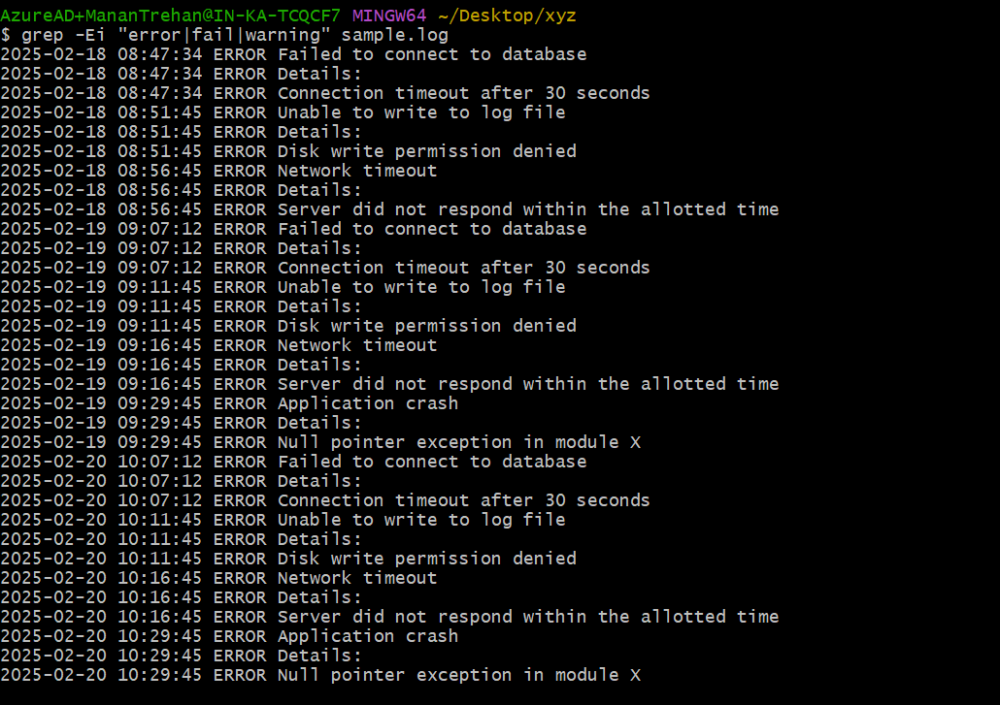 AzureAD+MananTrehan@IN-KA-TCQCF7 MINGW64 ~/Desktop/xyz
$ grep -Ei "error|fail|warning" sample.log
2025-02-18 08:47:34 ERROR Failed to connect to database
2025-02-18 08:47:34 ERROR Details:
2025-02-18 08:47:34 ERROR Connection timeout after 30 seconds
2025-02-18 08:51:45 ERROR Unable to write to log file
2025-02-18 08:51:45 ERROR Details:
2025-02-18 08:51:45 ERROR Disk write permission denied
2025-02-18 08:56:45 ERROR Network timeout
2025-02-18 08:56:45 ERROR Details:
2025-02-18 08:56:45 ERROR Server did not respond within the allotted time
2025-02-19 09:07:12 ERROR Failed to connect to database
2025-02-19 09:07:12 ERROR Details:
2025-02-19 09:07:12 ERROR Connection timeout after 30 seconds
2025-02-19 09:11:45 ERROR Unable to write to log file
2025-02-19 09:11:45 ERROR Details:
2025-02-19 09:11:45 ERROR Disk write permission denied
2025-02-19 09:16:45 ERROR Network timeout
2025-02-19 09:16:45 ERROR Details:
2025-02-19 09:16:45 ERROR Server did not respond within the allotted time
2025-02-19 09:29:45 ERROR Application crash
2025-02-19 09:29:45 ERROR Details:
2025-02-19 09:29:45 ERROR Null pointer exception in module X
2025-02-20 10:07:12 ERROR Failed to connect to database
2025-02-20 10:07:12 ERROR Details:
2025-02-20 10:07:12 ERROR Connection timeout after 30 seconds
2025-02-20 10:11:45 ERROR Unable to write to log file
2025-02-20 10:11:45 ERROR Details:
2025-02-20 10:11:45 ERROR Disk write permission denied
2025-02-20 10:16:45 ERROR Network timeout
2025-02-20 10:16:45 ERROR Details:
2025-02-20 10:16:45 ERROR Server did not respond within the allotted time
2025-02-20 10:29:45 ERROR Application crash
2025-02-20 10:29:45 ERROR Details:
2025-02-20 10:29:45 ERROR Null pointer exception in module X